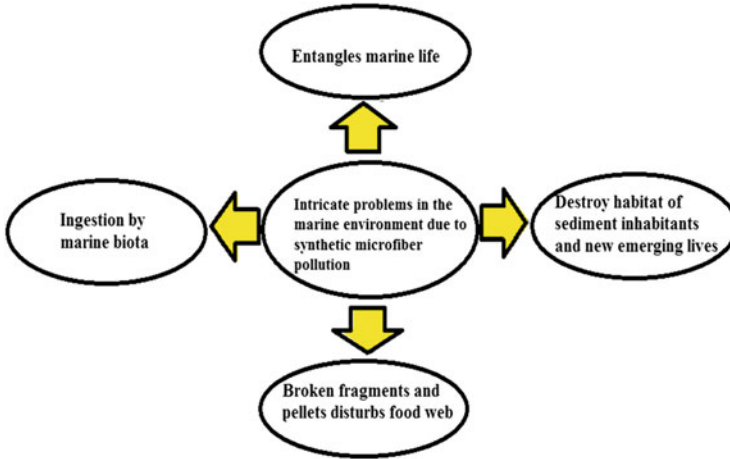 Entangles marine life
Ingestion by
marine biota
Intricate problems in the
marine environment due to
synthetic microfiber
pollution
Destroy habitat of
sediment inhabitants
and new emerging lives
Broken fragments and
pellets disturbs food web